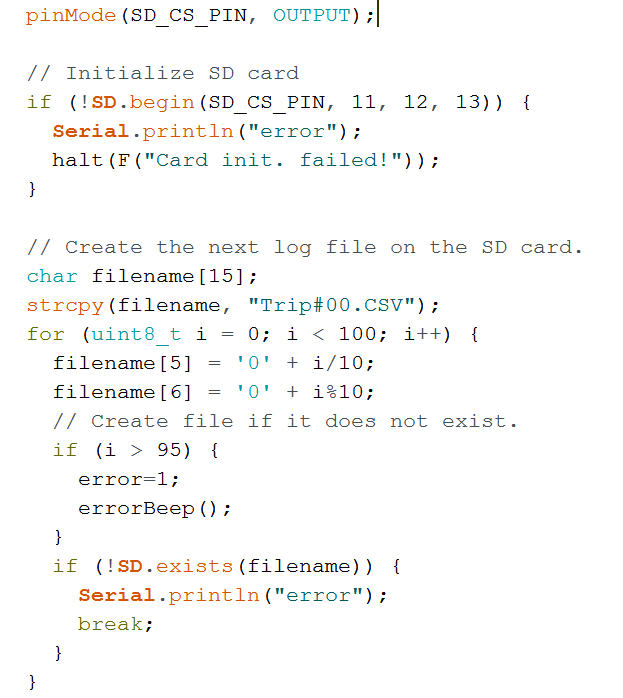 pinMode(SD_CS_PIN, OUTPUT);
// Initialize SD card
if (!SD.begin(SD_CS_PIN, 11, 12, 13)) {
  Serial.println("error");
  halt(F("Card init. failed!"));
}
// Create the next log file on the SD card.
char filename[15];
strcpy(filename, "Trip#00.CSV");
for (uint8_t i = 0; i < 100; i++) {
  filename[5] = '0' + i/10;
  filename[6] = '0' + i%10;
  // Create file if it does not exist.
  if (i > 95) {
    error=1;
    errorBeep();
  }
  if (!SD.exists(filename)) {
    Serial.println("error");
    break;
  }
}